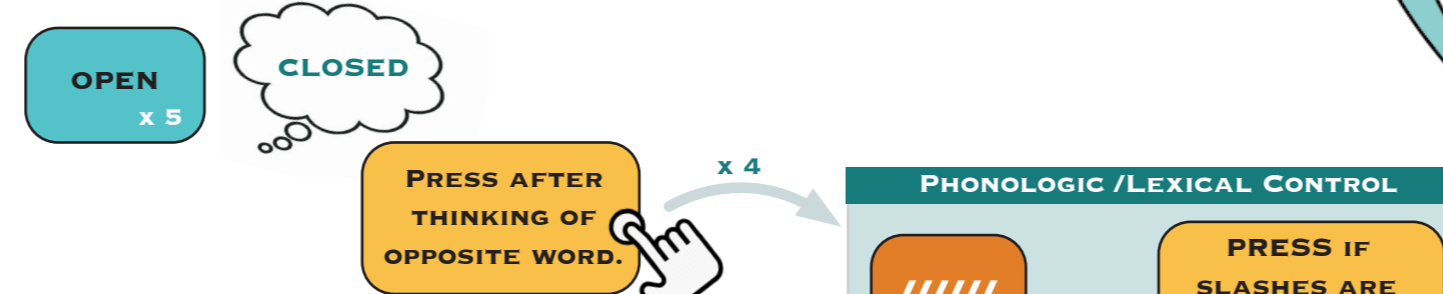 OPEN
x 5
CLOSED
PRESS AFTER
THINKING OF
OPPOSITE WORD.
x 4
PHONOLOGIC /LEXICAL CONTROL
//////
PRESS IF
SLASHES ARE